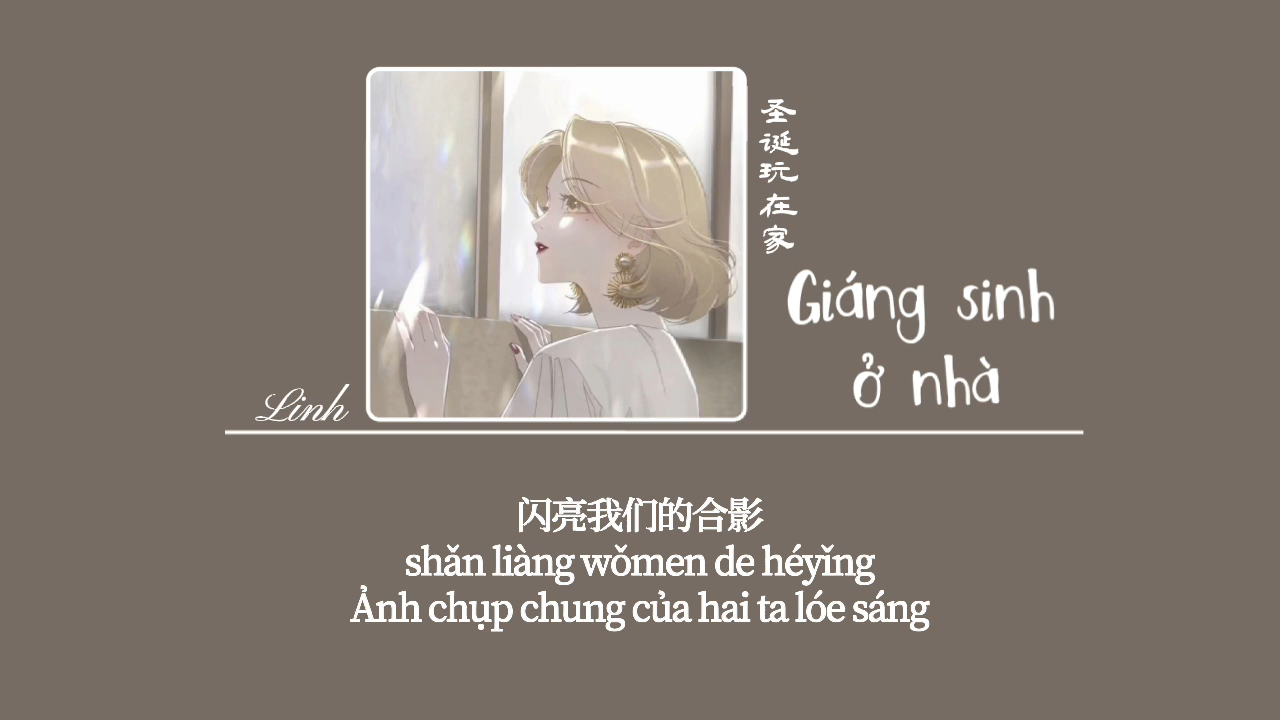 圣诞玩在家
Giáng sinh
ở nhà
Linh
闪亮我们的合影
shǎn liàng wǒmen de héyǐng
Ảnh chụp chung của hai ta lóe sáng